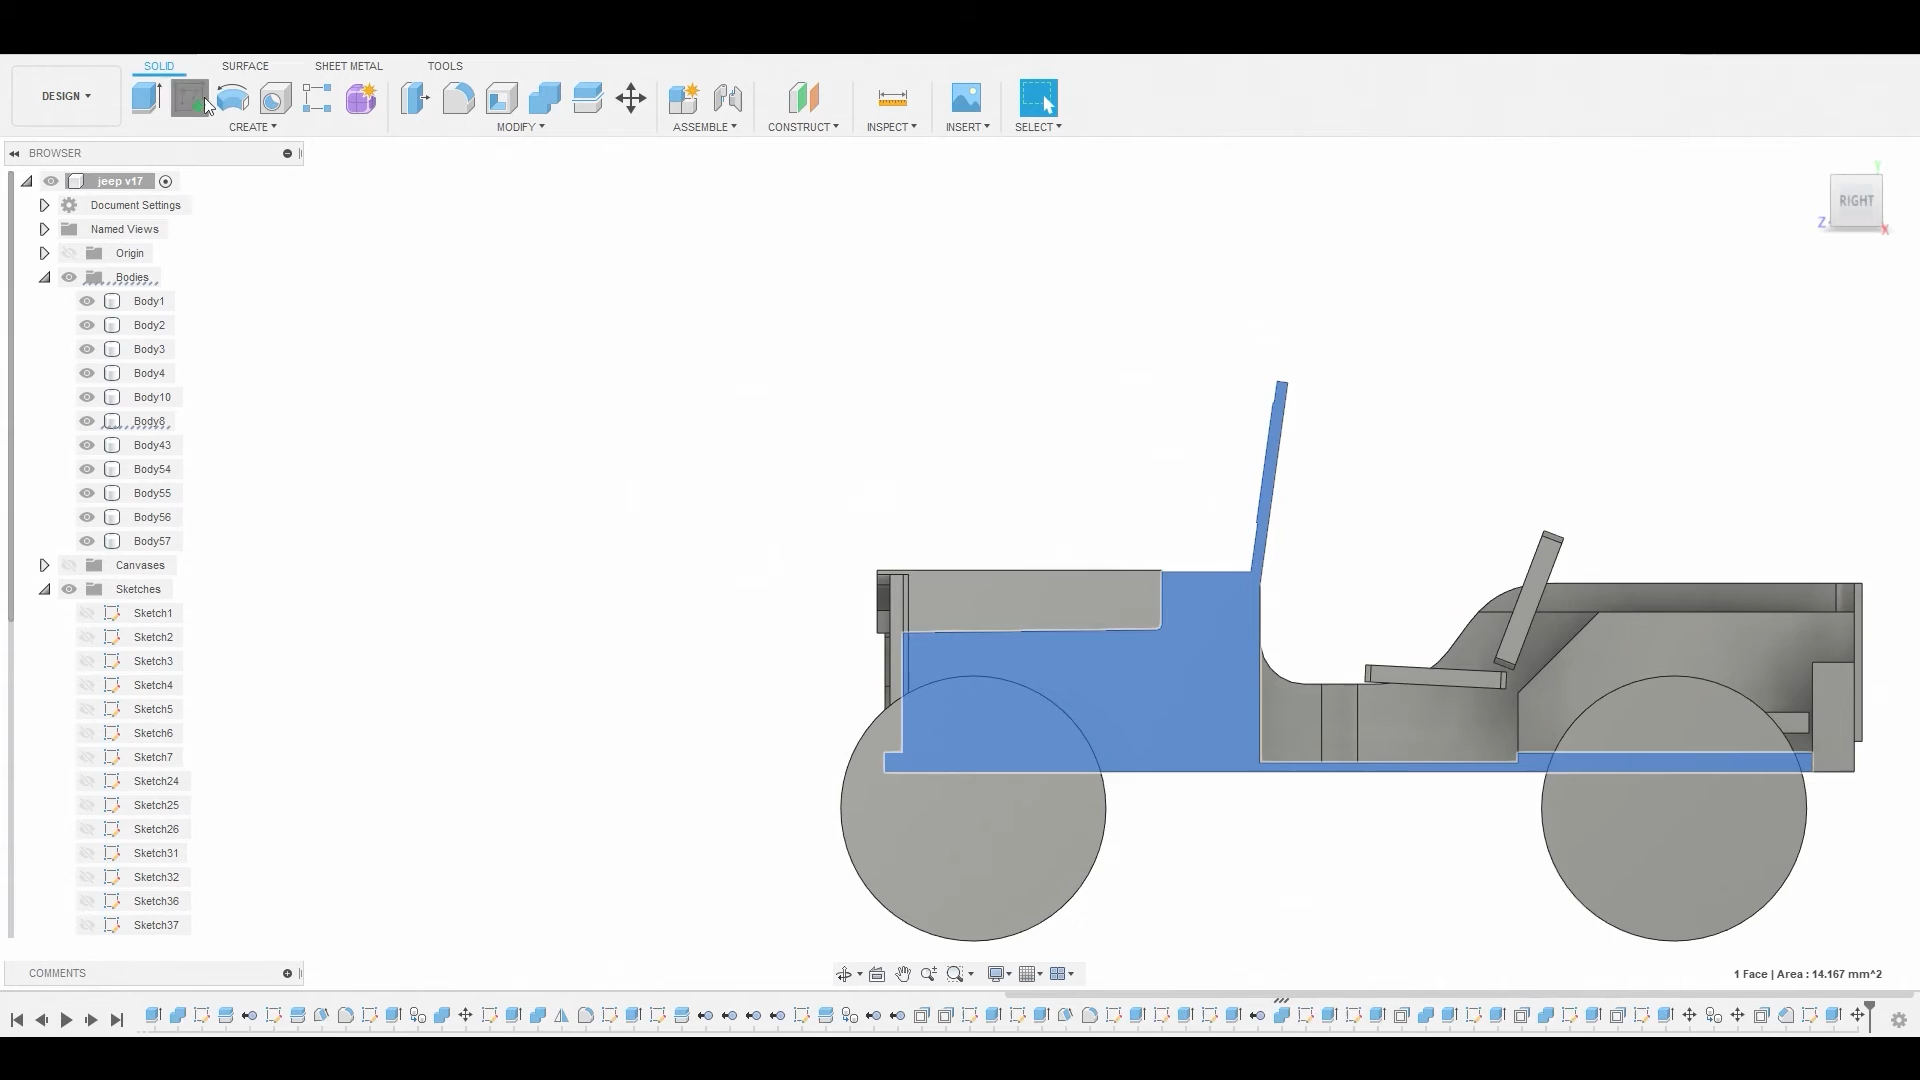 SOLID SURFACE SHEET METAL TOOLS
DESIGN
CREATE MODIFY ASSEMBLE CONSTRUCT INSPECT INSERT SELECT
BROWSER
jeep v17
Document Settings
Named Views
Origin
Bodies
Body1
Body2
Body3
Body4
Body10
Body8
Body43
Body54
Body55
Body56
Body57
Canvases
Sketches
Sketch1
Sketch2
Sketch3
Sketch4
Sketch5
Sketch6
Sketch7
Sketch24
Sketch25
Sketch26
Sketch31
Sketch32
Sketch36
Sketch37
COMMENTS
Y
RIGHT
Z
X
1 Face | Area : 14.167 mm^2